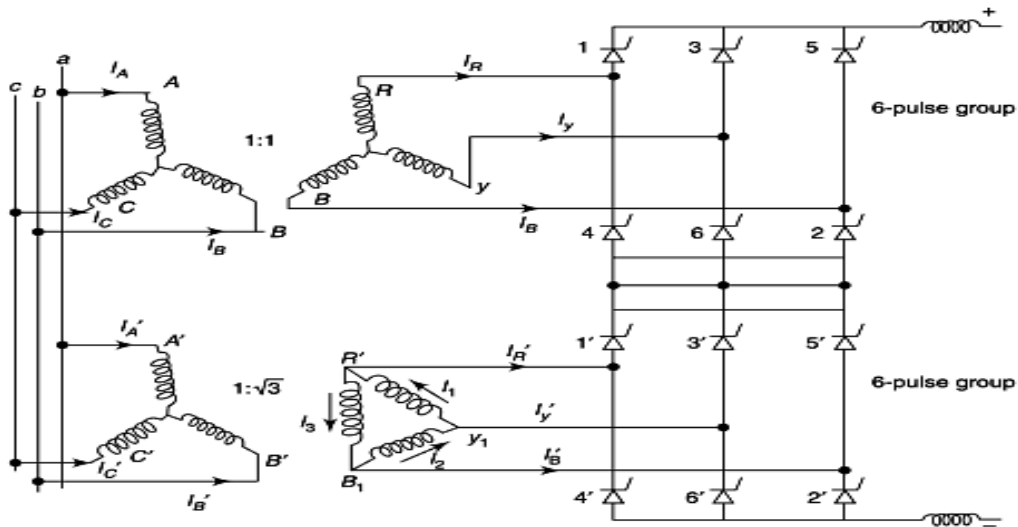 +
1
3
5
a
I_A
A
I_R
c
b
R
I_y
6-pulse group
1:1
y
C
B
I_C
I_B
B
I_B
4
6
2
I_A'
A'
1'
3'
5'
R'
I_R'
1:√3
I_1
6-pulse group
I_3
I_y'
y_1
C'
B'
I_2
I_C'
I_B'
B_1
I_B'
4'
6'
2'
−